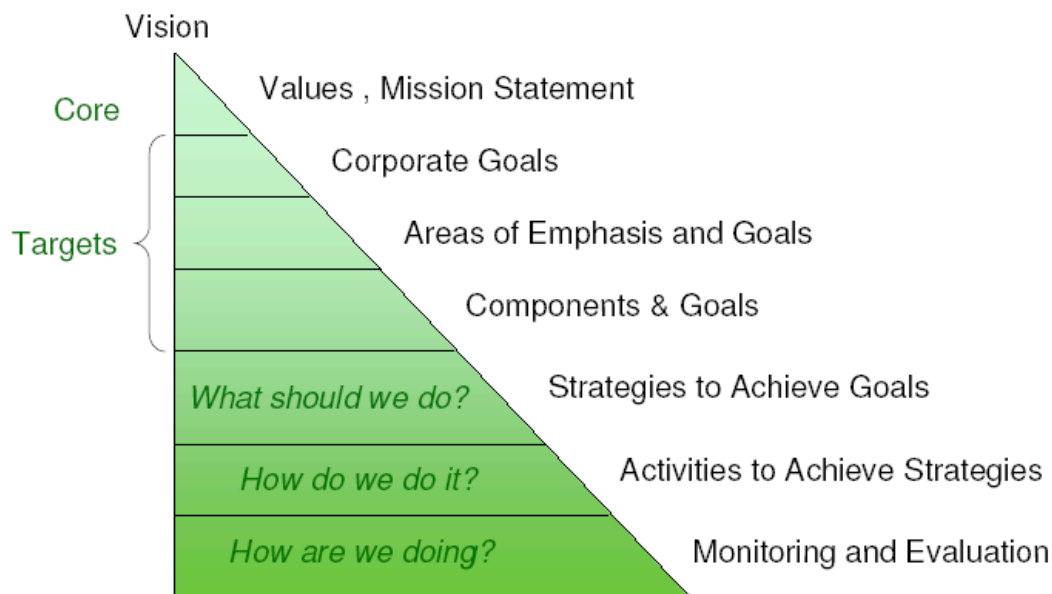 Vision
Core
Values , Mission Statement
Corporate Goals
Targets
Areas of Emphasis and Goals
Components & Goals
What should we do?
Strategies to Achieve Goals
How do we do it?
Activities to Achieve Strategies
How are we doing?
Monitoring and Evaluation